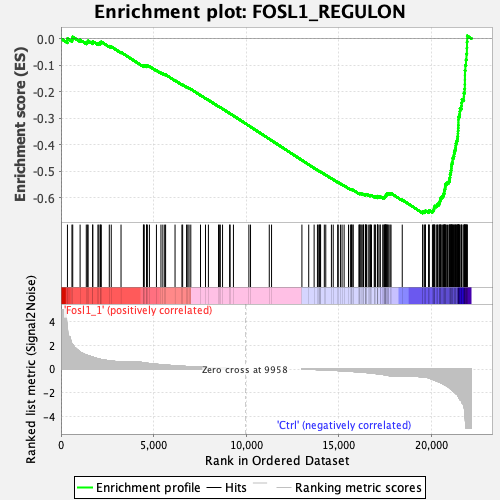 Enrichment plot: FOSL1_REGULON
Enrichment score (ES)
0.0
-0.1
-0.2
-0.3
-0.4
-0.5
-0.6
'Fosl1_1' (positively correlated)
Ranked list metric (Signal2Noise)
4
2
0
-2
-4
Zero cross at 9958
'Ctrl' (negatively correlated)
0
5,000
10,000
15,000
20,000
Rank in Ordered Dataset
Enrichment profile
Hits
Ranking metric scores